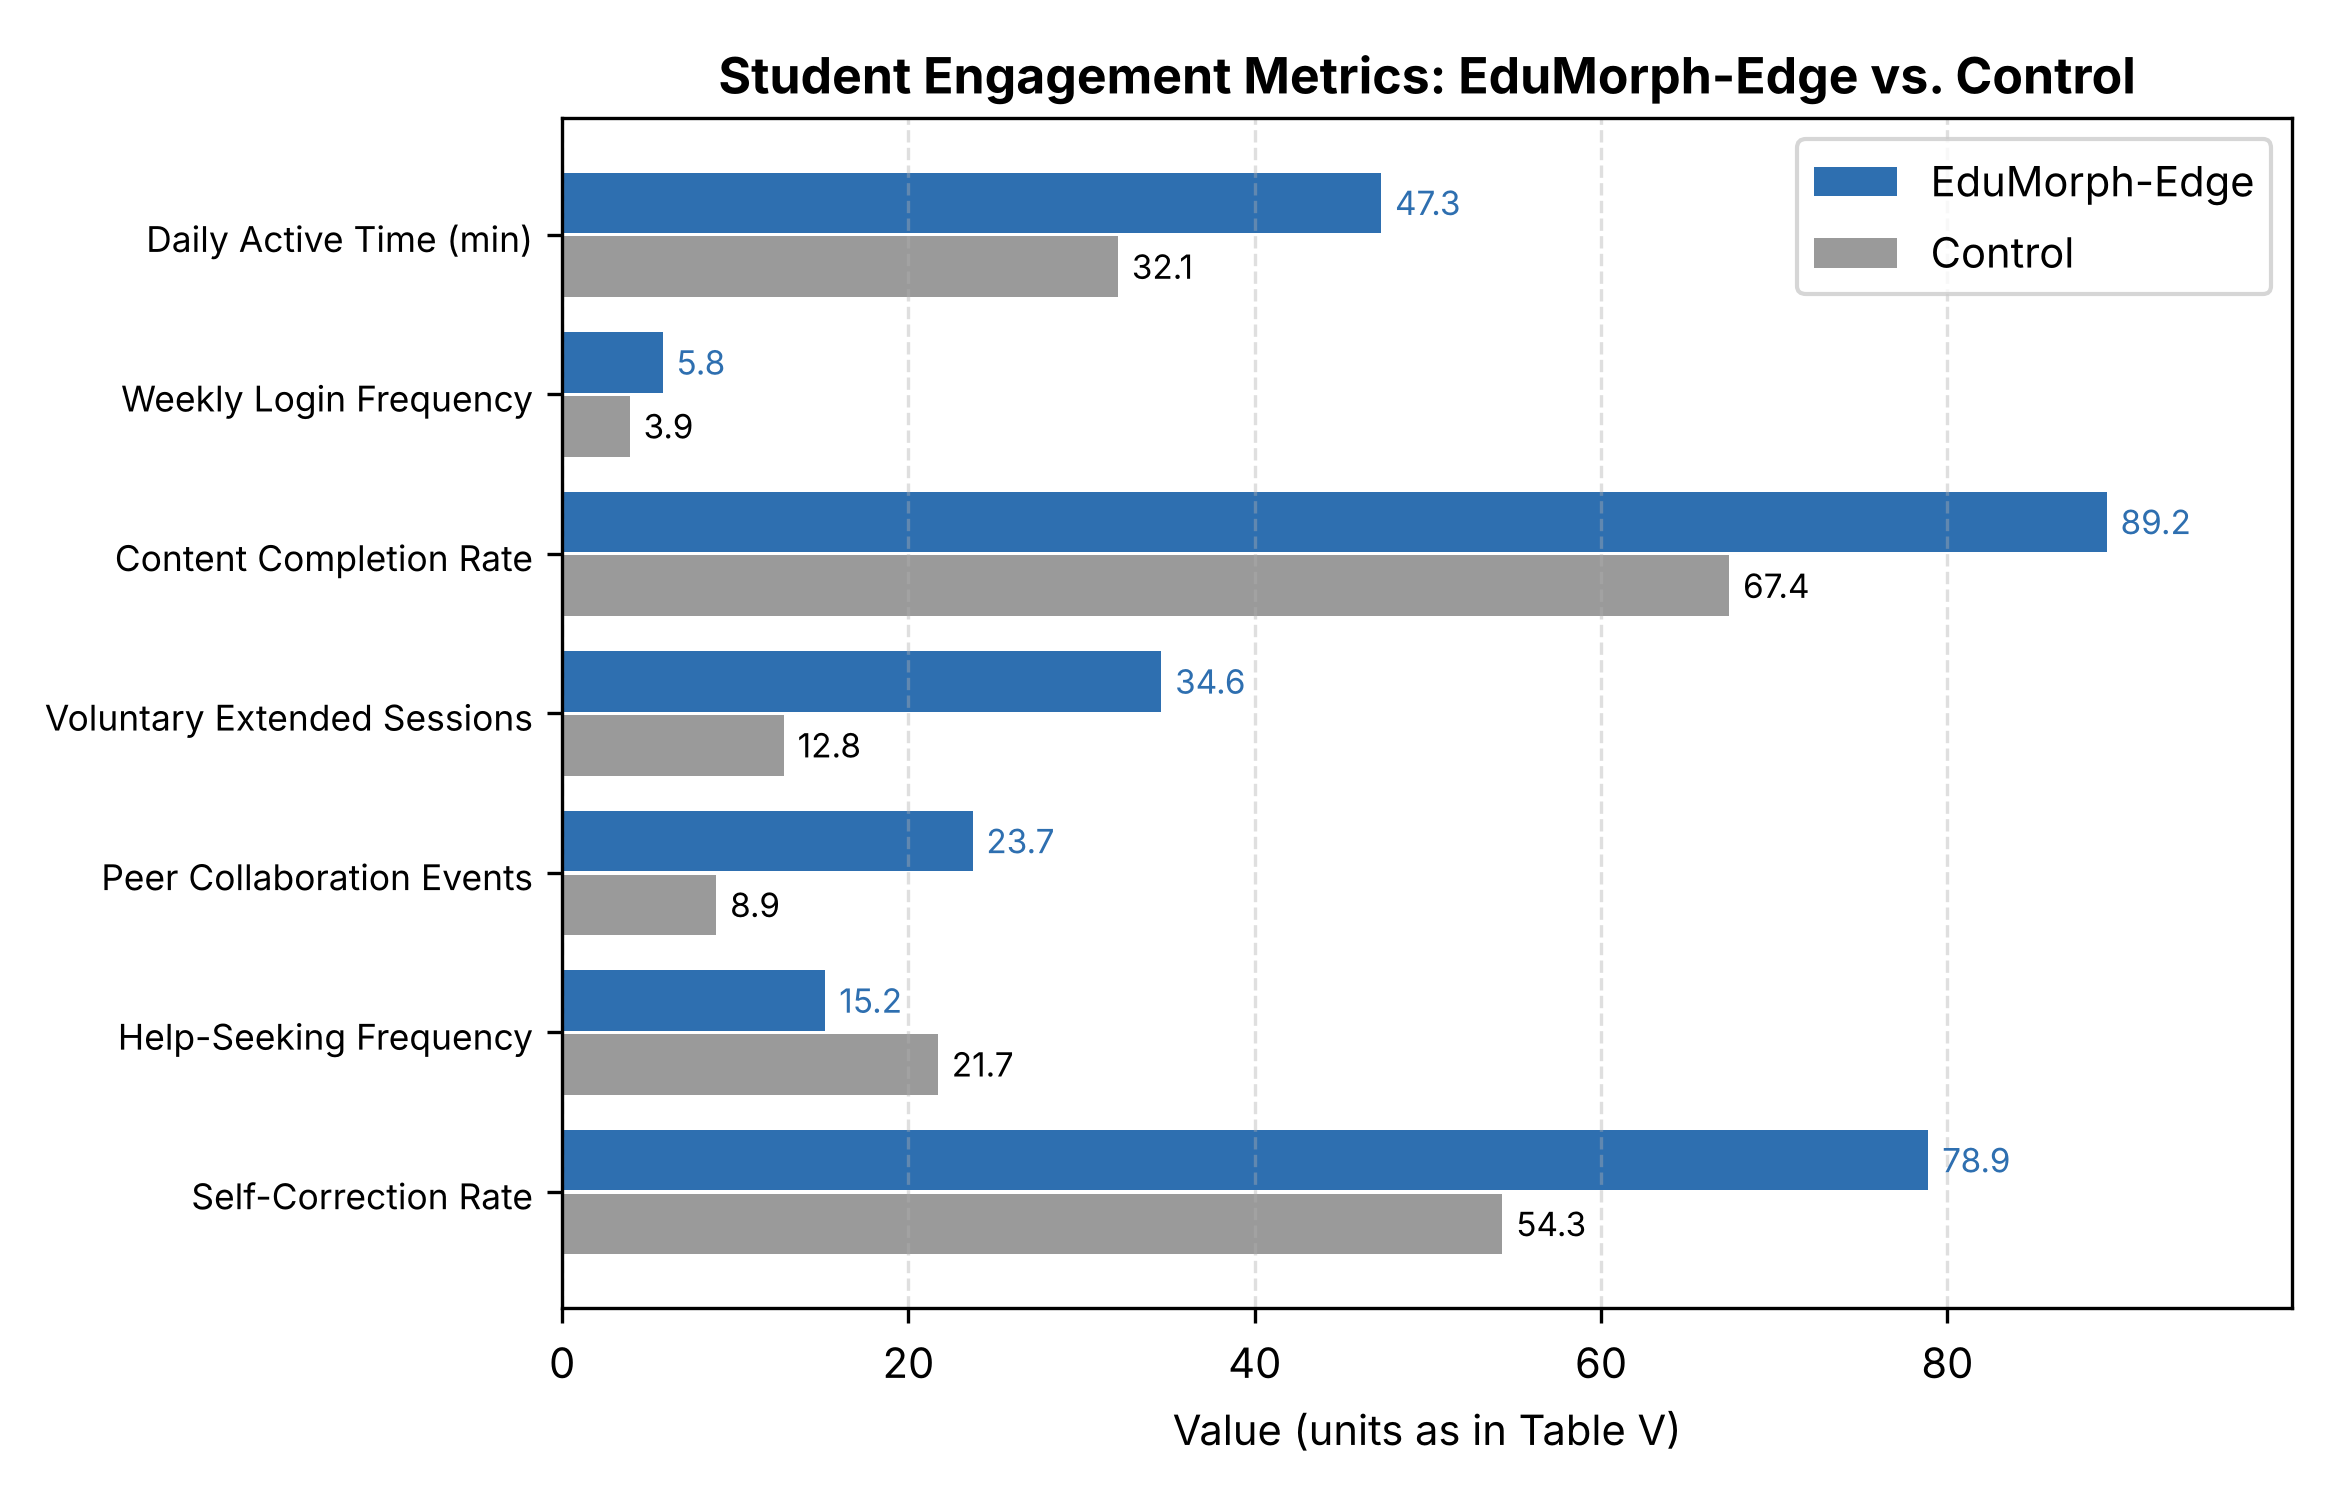 Student Engagement Metrics: EduMorph-Edge vs. Control
EduMorph-Edge
Control
Daily Active Time (min)
47.3
32.1
Weekly Login Frequency
5.8
3.9
Content Completion Rate
89.2
67.4
Voluntary Extended Sessions
34.6
12.8
Peer Collaboration Events
23.7
8.9
Help-Seeking Frequency
15.2
21.7
Self-Correction Rate
78.9
54.3
0 20 40 60 80
Value (units as in Table V)